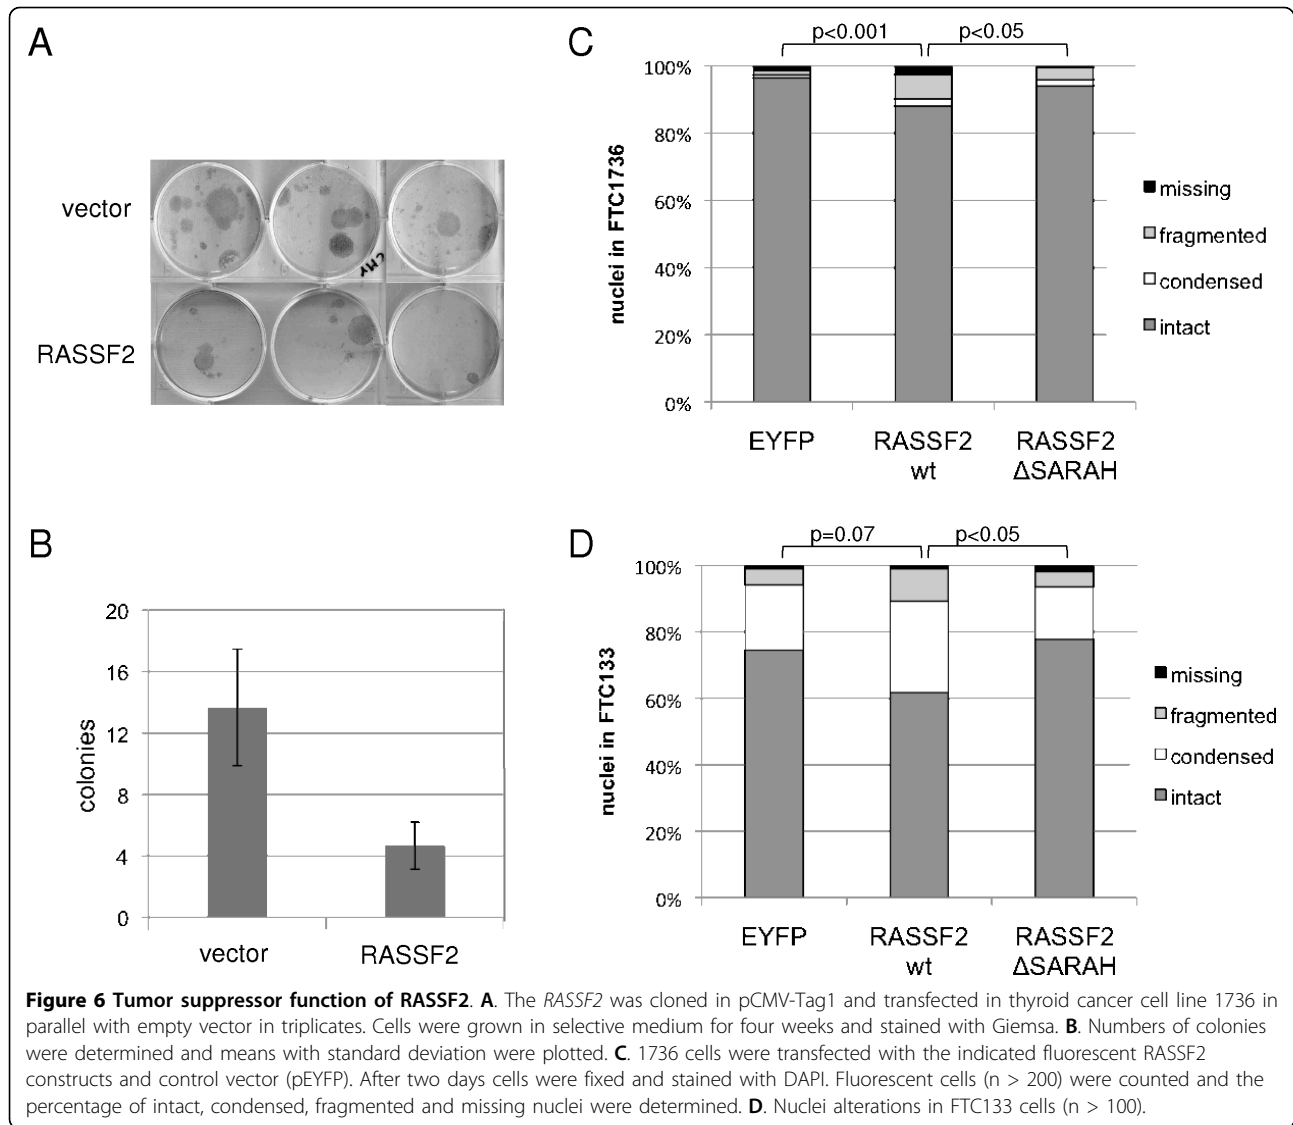 A
vector
RASSF2
CMV
B
20
16
12
8
4
0
colonies
vector
RASSF2
C
p<0.001
p<0.05
100%
80%
60%
40%
20%
0%
nuclei in FTC1736
missing
fragmented
condensed
intact
EYFP
RASSF2
wt
RASSF2
ΔSARAH
D
p=0.07
p<0.05
100%
80%
60%
40%
20%
0%
nuclei in FTC133
missing
fragmented
condensed
intact
EYFP
RASSF2
wt
RASSF2
ΔSARAH
Figure 6 Tumor suppressor function of RASSF2. A. The RASSF2 was cloned in pCMV-Tag1 and transfected in thyroid cancer cell line 1736 in
parallel with empty vector in triplicates. Cells were grown in selective medium for four weeks and stained with Giemsa. B. Numbers of colonies
were determined and means with standard deviation were plotted. C. 1736 cells were transfected with the indicated fluorescent RASSF2
constructs and control vector (pEYFP). After two days cells were fixed and stained with DAPI. Fluorescent cells (n > 200) were counted and the
percentage of intact, condensed, fragmented and missing nuclei were determined. D. Nuclei alterations in FTC133 cells (n > 100).